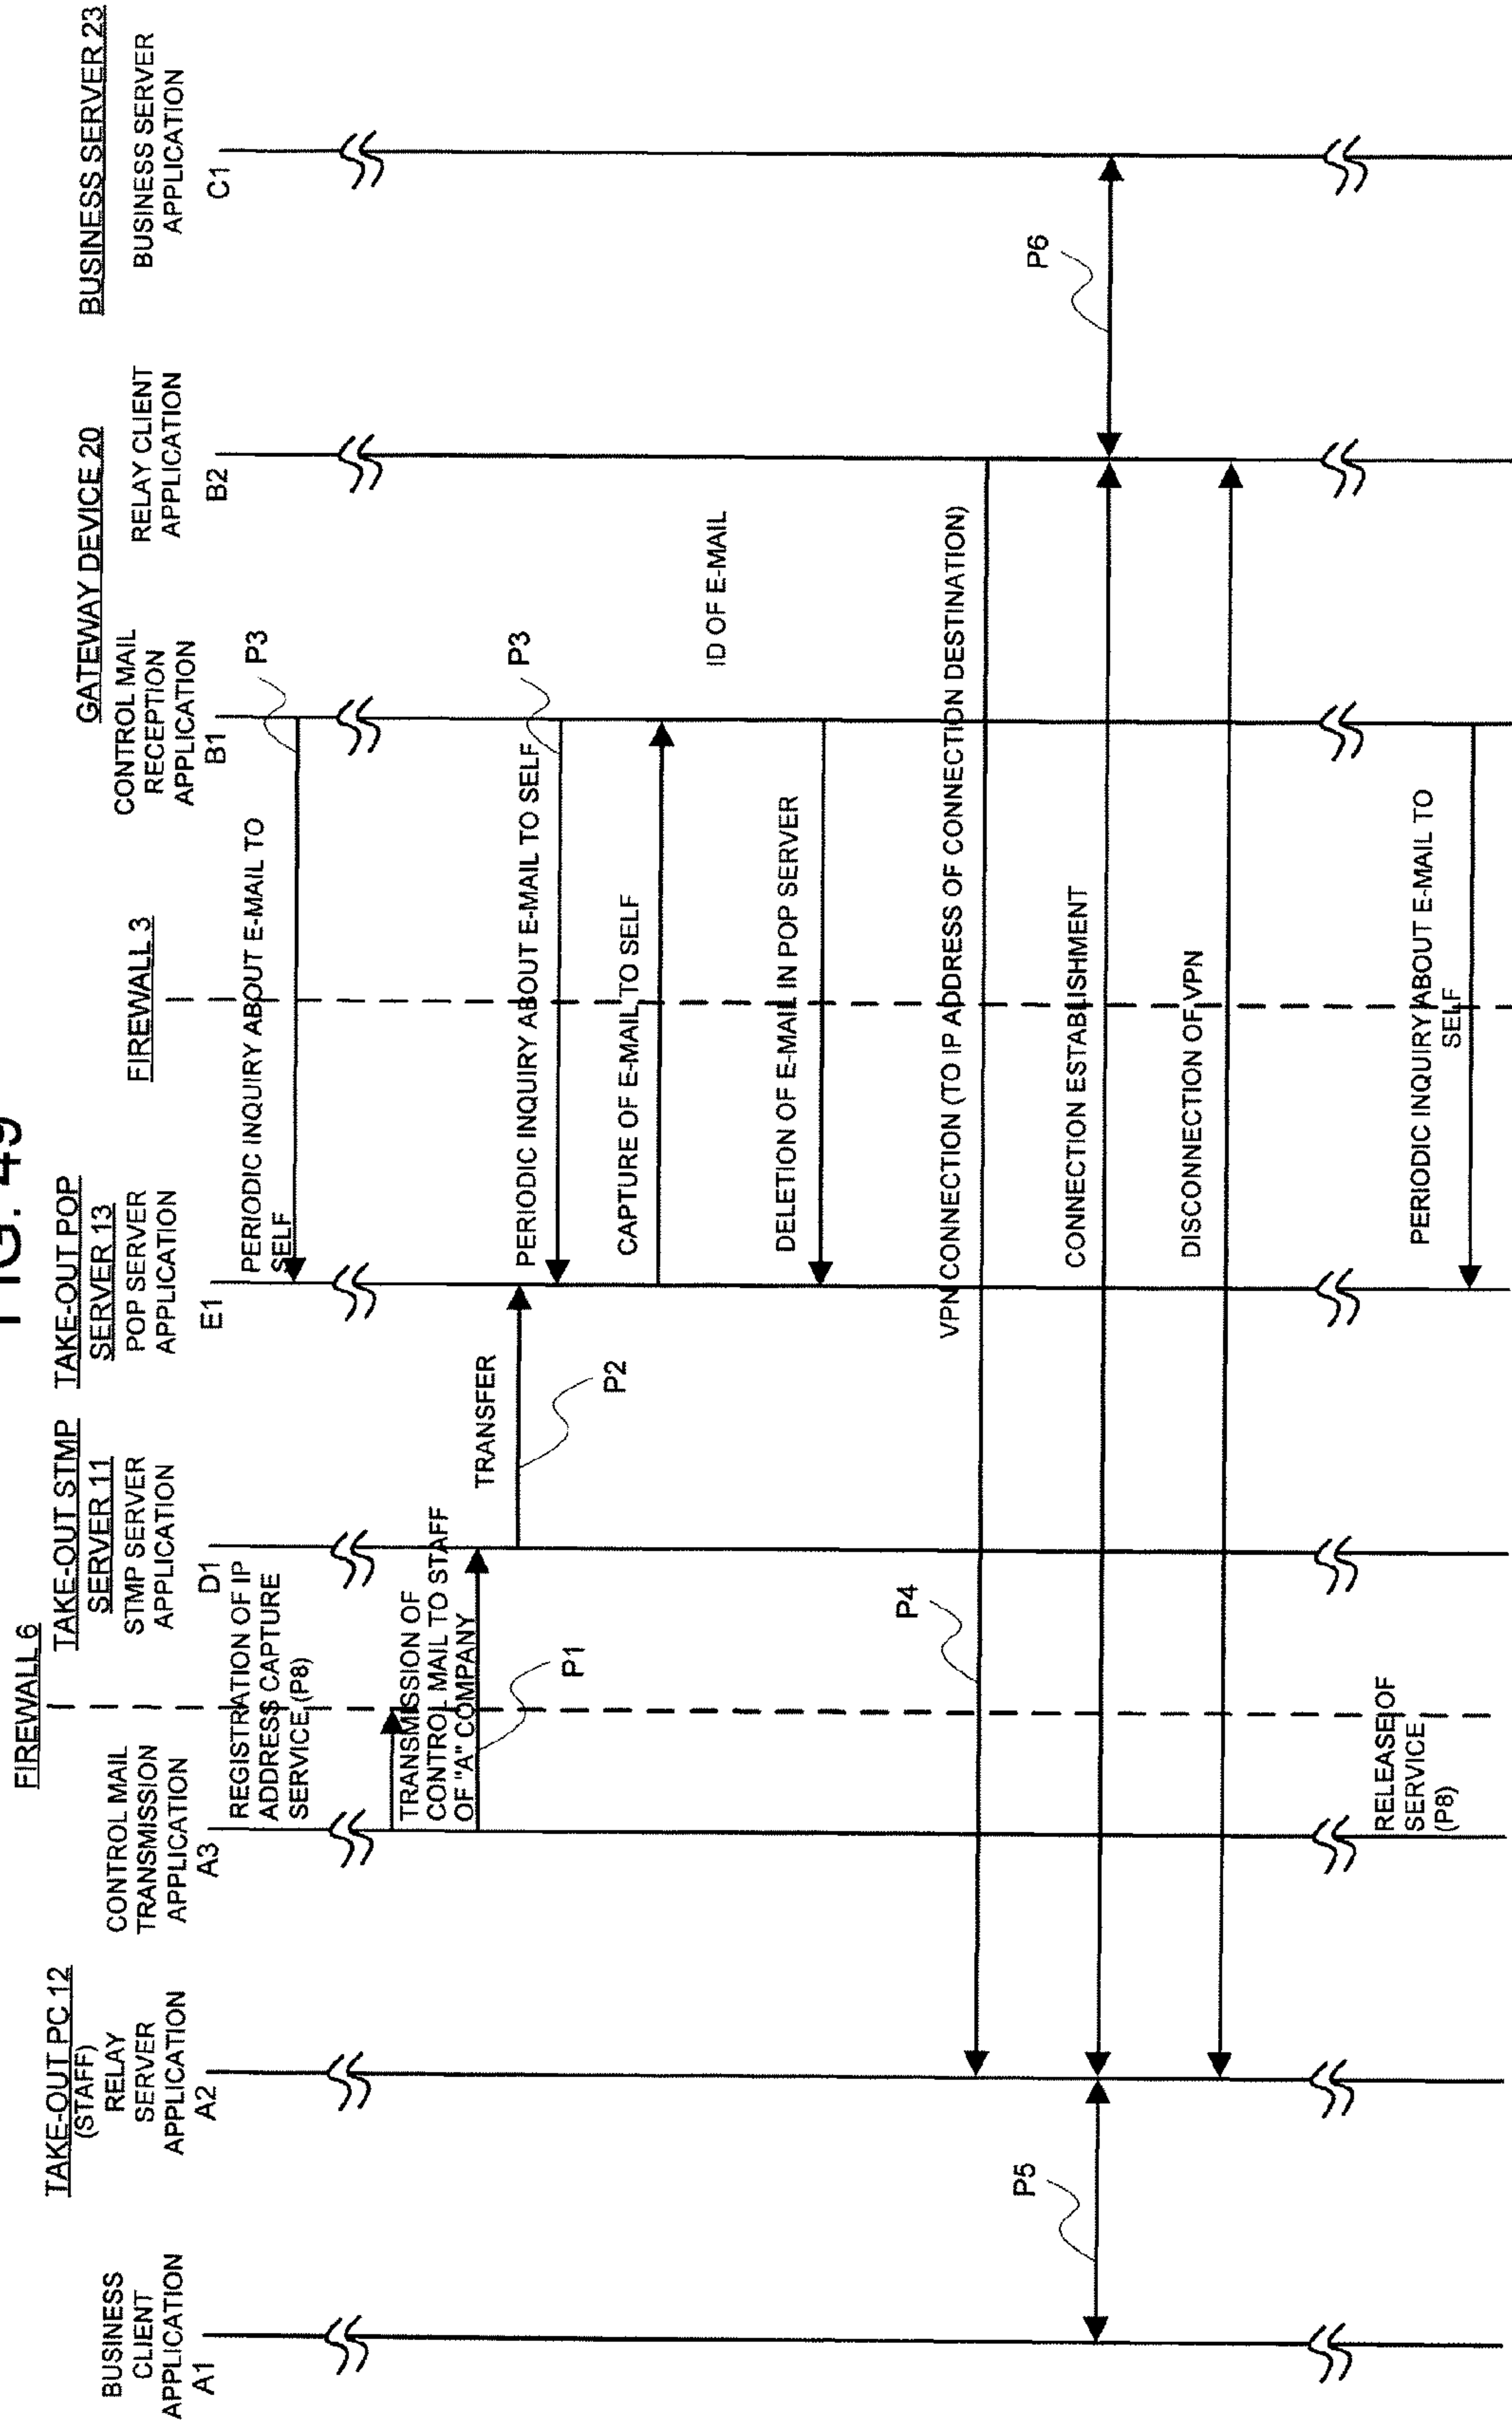 FIG. 49
TAKE-OUT PC 12
(STAFF)
BUSINESS
CLIENT
APPLICATION
A1
RELAY
SERVER
APPLICATION
A2
CONTROL MAIL
TRANSMISSION
APPLICATION
A3
FIREWALL 6
TAKE-OUT STMP
SERVER 11
STMP SERVER
APPLICATION
D1
TAKE-OUT POP
SERVER 13
POP SERVER
APPLICATION
E1
FIREWALL 3
GATEWAY DEVICE 20
CONTROL MAIL
RECEPTION
APPLICATION
B1
RELAY CLIENT
APPLICATION
B2
BUSINESS SERVER 23
BUSINESS SERVER
APPLICATION
C1
REGISTRATION OF IP
ADDRESS CAPTURE
SERVICE (P8)
PERIODIC INQUIRY ABOUT E-MAIL TO
SELF
P3
TRANSMISSION OF
CONTROL MAIL TO STAFF
OF "A" COMPANY
P1
TRANSFER
P2
PERIODIC INQUIRY ABOUT E-MAIL TO SELF
P3
CAPTURE OF E-MAIL TO SELF
ID OF E-MAIL
DELETION OF E-MAIL IN POP SERVER
P4
VPN CONNECTION (TO IP ADDRESS OF CONNECTION DESTINATION)
P5
CONNECTION ESTABLISHMENT
P6
DISCONNECTION OF VPN
RELEASE OF
SERVICE
(P8)
PERIODIC INQUIRY ABOUT E-MAIL TO
SELF